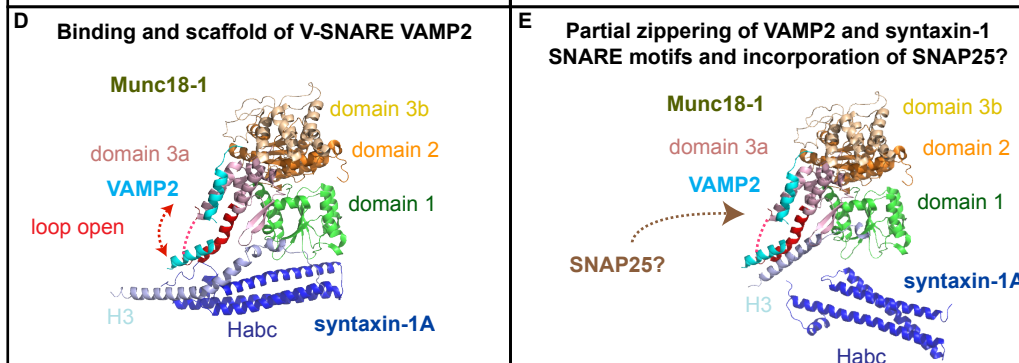 D
Binding and scaffold of V-SNARE VAMP2
Munc18-1
domain 3b
domain 3a
domain 2
VAMP2
domain 1
loop open
H3
Habc
syntaxin-1A
E
Partial zippering of VAMP2 and syntaxin-1
SNARE motifs and incorporation of SNAP25?
Munc18-1
domain 3b
domain 3a
domain 2
VAMP2
domain 1
SNAP25?
syntaxin-1A
H3
Habc